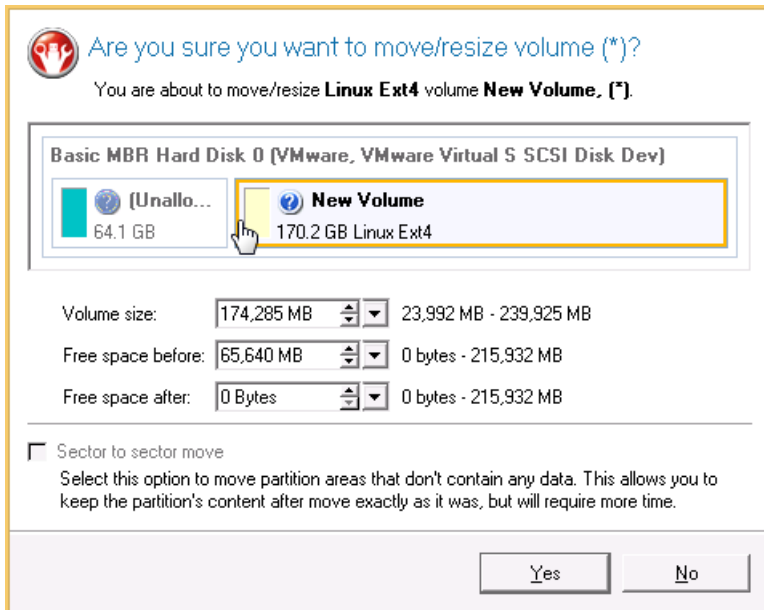 Are you sure you want to move/resize volume (*)?
You are about to move/resize Linux Ext4 volume New Volume, (*).
Basic MBR Hard Disk 0 (VMware, VMware Virtual S SCSI Disk Dev)
(Unallo...
64.1 GB
New Volume
170.2 GB Linux Ext4
Volume size: 174,285 MB 23,992 MB - 239,925 MB
Free space before: 65,640 MB 0 bytes - 215,932 MB
Free space after: 0 Bytes 0 bytes - 215,932 MB
Sector to sector move
Select this option to move partition areas that don't contain any data. This allows you to
keep the partition's content after move exactly as it was, but will require more time.
Yes No